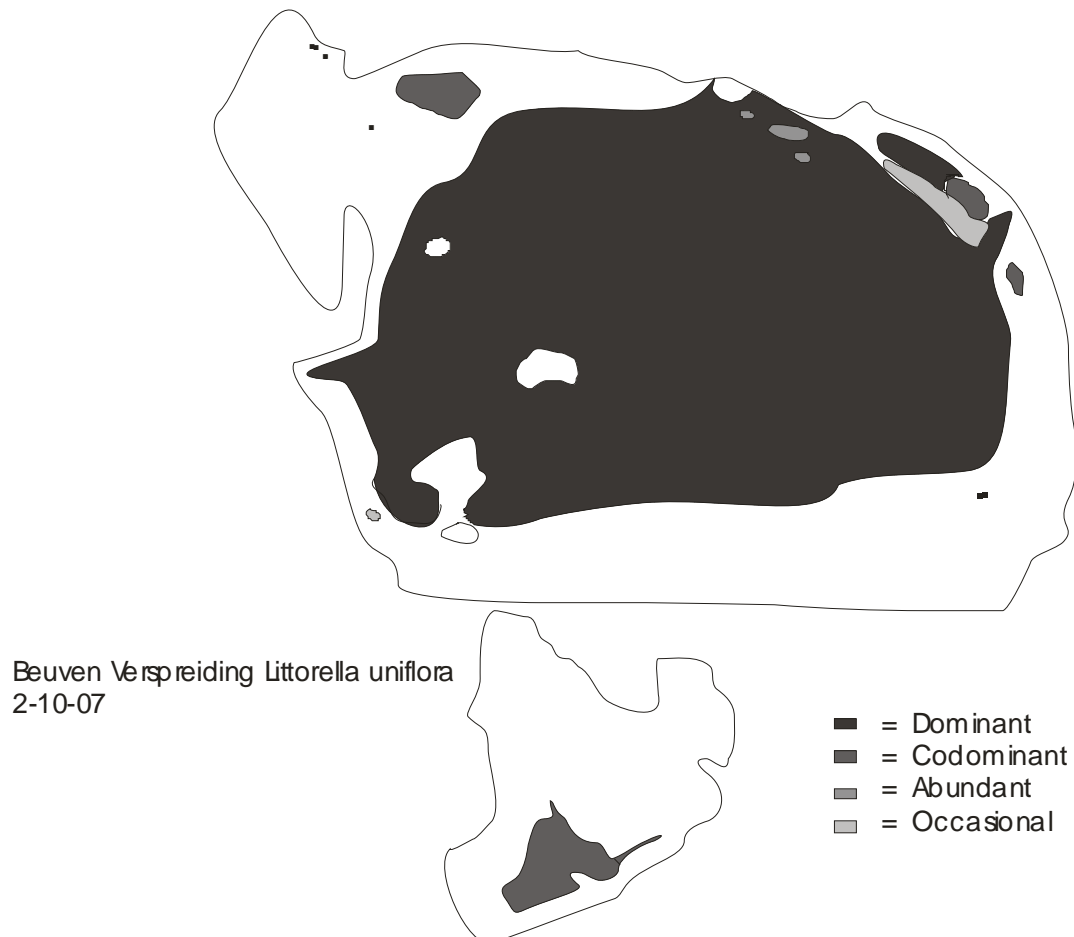 Beuven Verspreiding Littorella uniflora
2-10-07
= Dominant
= Codominant
= Abundant
= Occasional